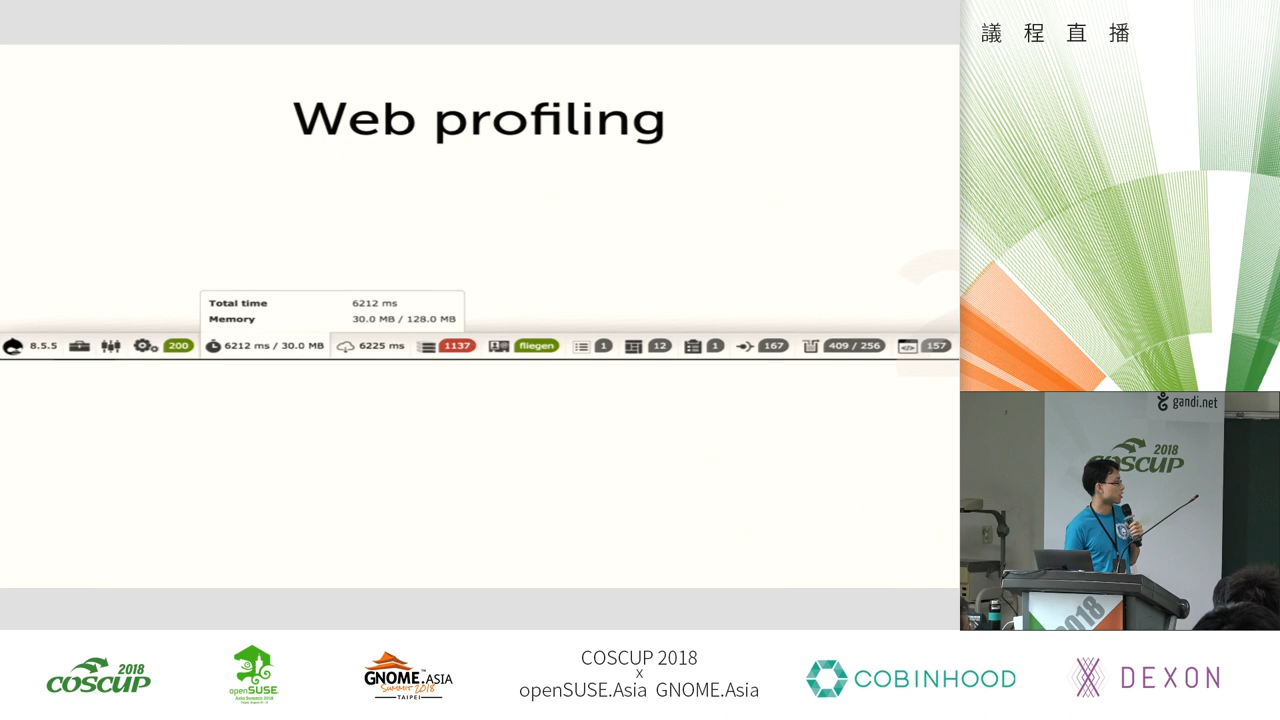 議程直播
Web profiling
Total time 6212 ms
Memory 30.0 MB / 128.0 MB
8.5.5 200 6212 ms / 30.0 MB 6225 ms 1137 fliegen 1 12 1 167 409 / 256 157
gandi.net
2018
COSCUP
2018
2018
COSCUP
openSUSE
GNOME.ASIA
SUMMIT 2018
TAIPEI
COSCUP 2018
x
openSUSE.Asia GNOME.Asia
COBINHOOD
DEXON